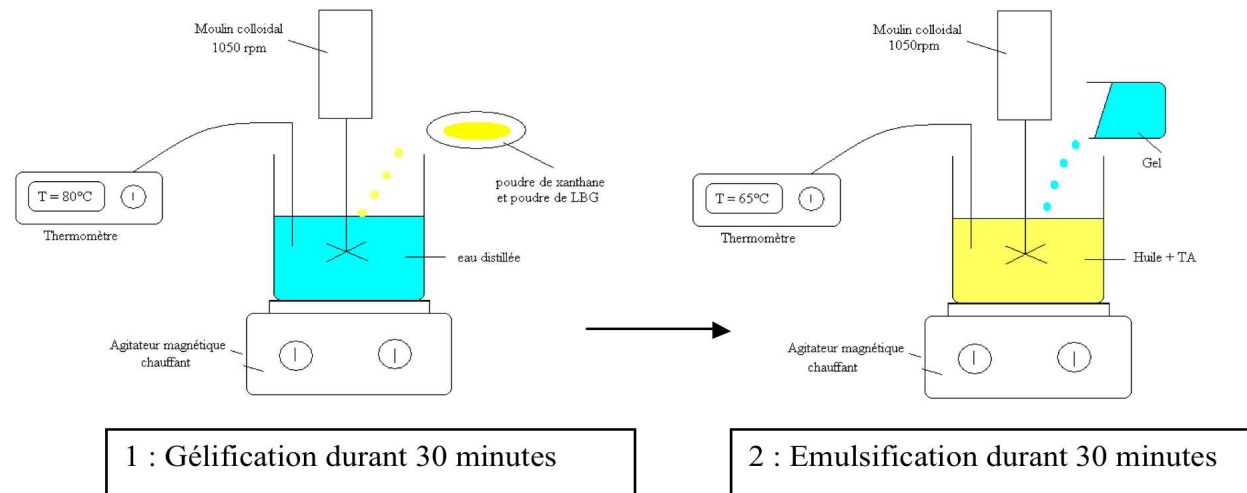 Moulin colloidal
1050 rpm
T = 80°C
Thermomètre
poudre de xanthane
et poudre de LBG
eau distillée
Agitateur magnétique
chauffant
1 : Gélification durant 30 minutes
Moulin colloidal
1050rpm
Gel
T = 65°C
Thermomètre
Huile + TA
Agitateur magnétique
chauffant
2 : Emulsification durant 30 minutes